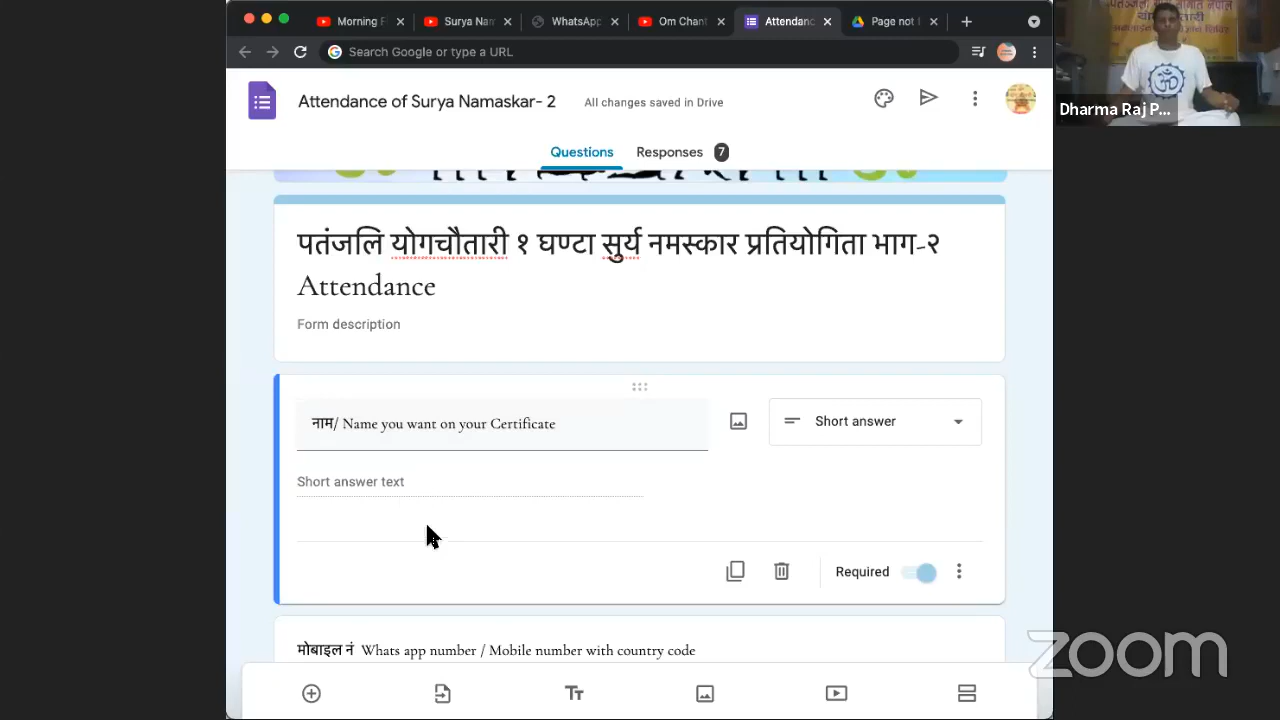 Morning F
Surya Nam
WhatsApp
Om Chant
Attendanc
Page not f
Search Google or type a URL
Attendance of Surya Namaskar- 2
All changes saved in Drive
Questions
Responses 7
पतंजलि योगचौतारी १ घण्टा सुर्य नमस्कार प्रतियोगिता भाग-२
Attendance
Form description
नाम/ Name you want on your Certificate
Short answer
Short answer text
Required
मोबाइल नं Whats app number / Mobile number with country code
Dharma Raj P...
zoom